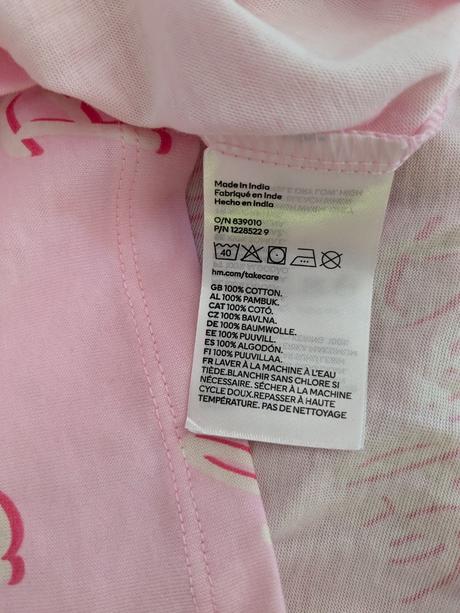 Made in India
Fabriqué en Inde
Hecho en India
O/N 839010
P/N 1228522 9
40
hm.com/takecare
GB 100% COTTON.
AL 100% PAMBUK.
CAT 100% COTÓ.
CZ 100% BAVLNA.
DE 100% BAUMWOLLE.
EE 100% PUUVILL.
ES 100% ALGODÓN.
FI 100% PUUVILLAA.
FR LAVER À LA MACHINE À L'EAU
TIÈDE.BLANCHIR SANS CHLORE SI
NÉCESSAIRE. SÉCHER À LA MACHINE
CYCLE DOUX.REPASSER À HAUTE
TEMPÉRATURE. PAS DE NETTOYAGE